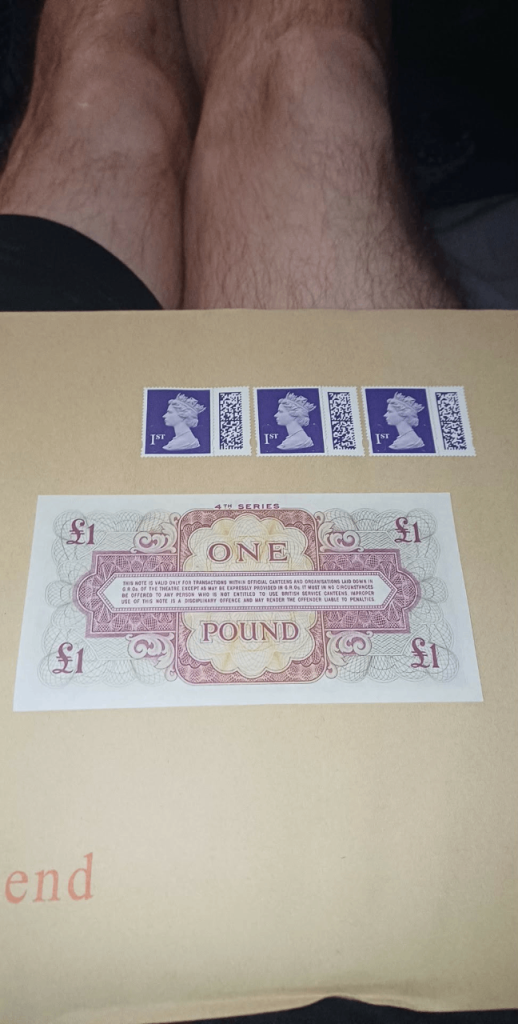 1ST 1ST 1ST
4TH SERIES
£1 £1
ONE
THIS NOTE IS VALID ONLY FOR TRANSACTIONS WITHIN OFFICIAL CANTEENS AND ORGANISATIONS LAID DOWN IN
G.R.Os. OF THE THEATRE EXCEPT AS MAY BE EXPRESSLY PROVIDED IN G.R.Os. IT MUST IN NO CIRCUMSTANCES
BE OFFERED TO ANY PERSON WHO IS NOT ENTITLED TO USE BRITISH SERVICE CANTEENS. IMPROPER
USE OF THIS NOTE IS A DISCIPLINARY OFFENCE AND MAY RENDER THE OFFENDER LIABLE TO PENALTIES.
POUND
£1 £1
end